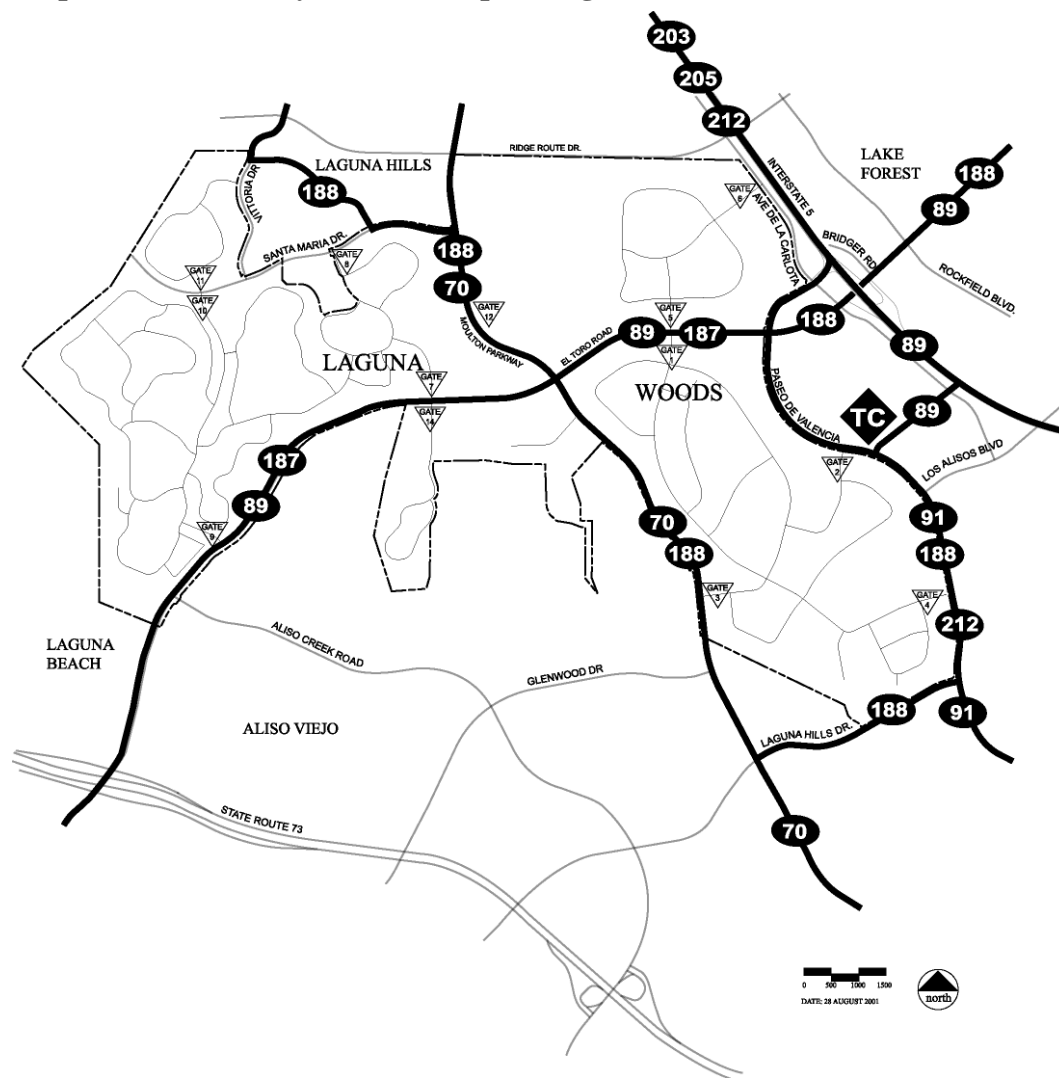 203
205
212
LAGUNA HILLS
RIDGE ROUTE DR.
LAKE
FOREST
INTERSTATE 5
188
89
188
VITTORIA DR
GATE
6
AVE DE LA CARLOTA
BRIDGER RD.
ROCKFIELD BLVD.
SANTA MARIA DR.
GATE
8
188
70
GATE
11
GATE
10
GATE
12
MOULTON PARKWAY
GATE
5
EL TORO ROAD
89
187
188
89
GATE
1
LAGUNA
WOODS
GATE
7
GATE
14
PASEO DE VALENCIA
TC
89
GATE
2
LOS ALISOS BLVD
187
89
GATE
9
70
188
91
188
GATE
3
GATE
4
212
LAGUNA
BEACH
ALISO CREEK ROAD
GLENWOOD DR
ALISO VIEJO
188
91
LAGUNA HILLS DR.
STATE ROUTE 73
70
0 500 1000 1500
DATE: 28 AUGUST 2001
north